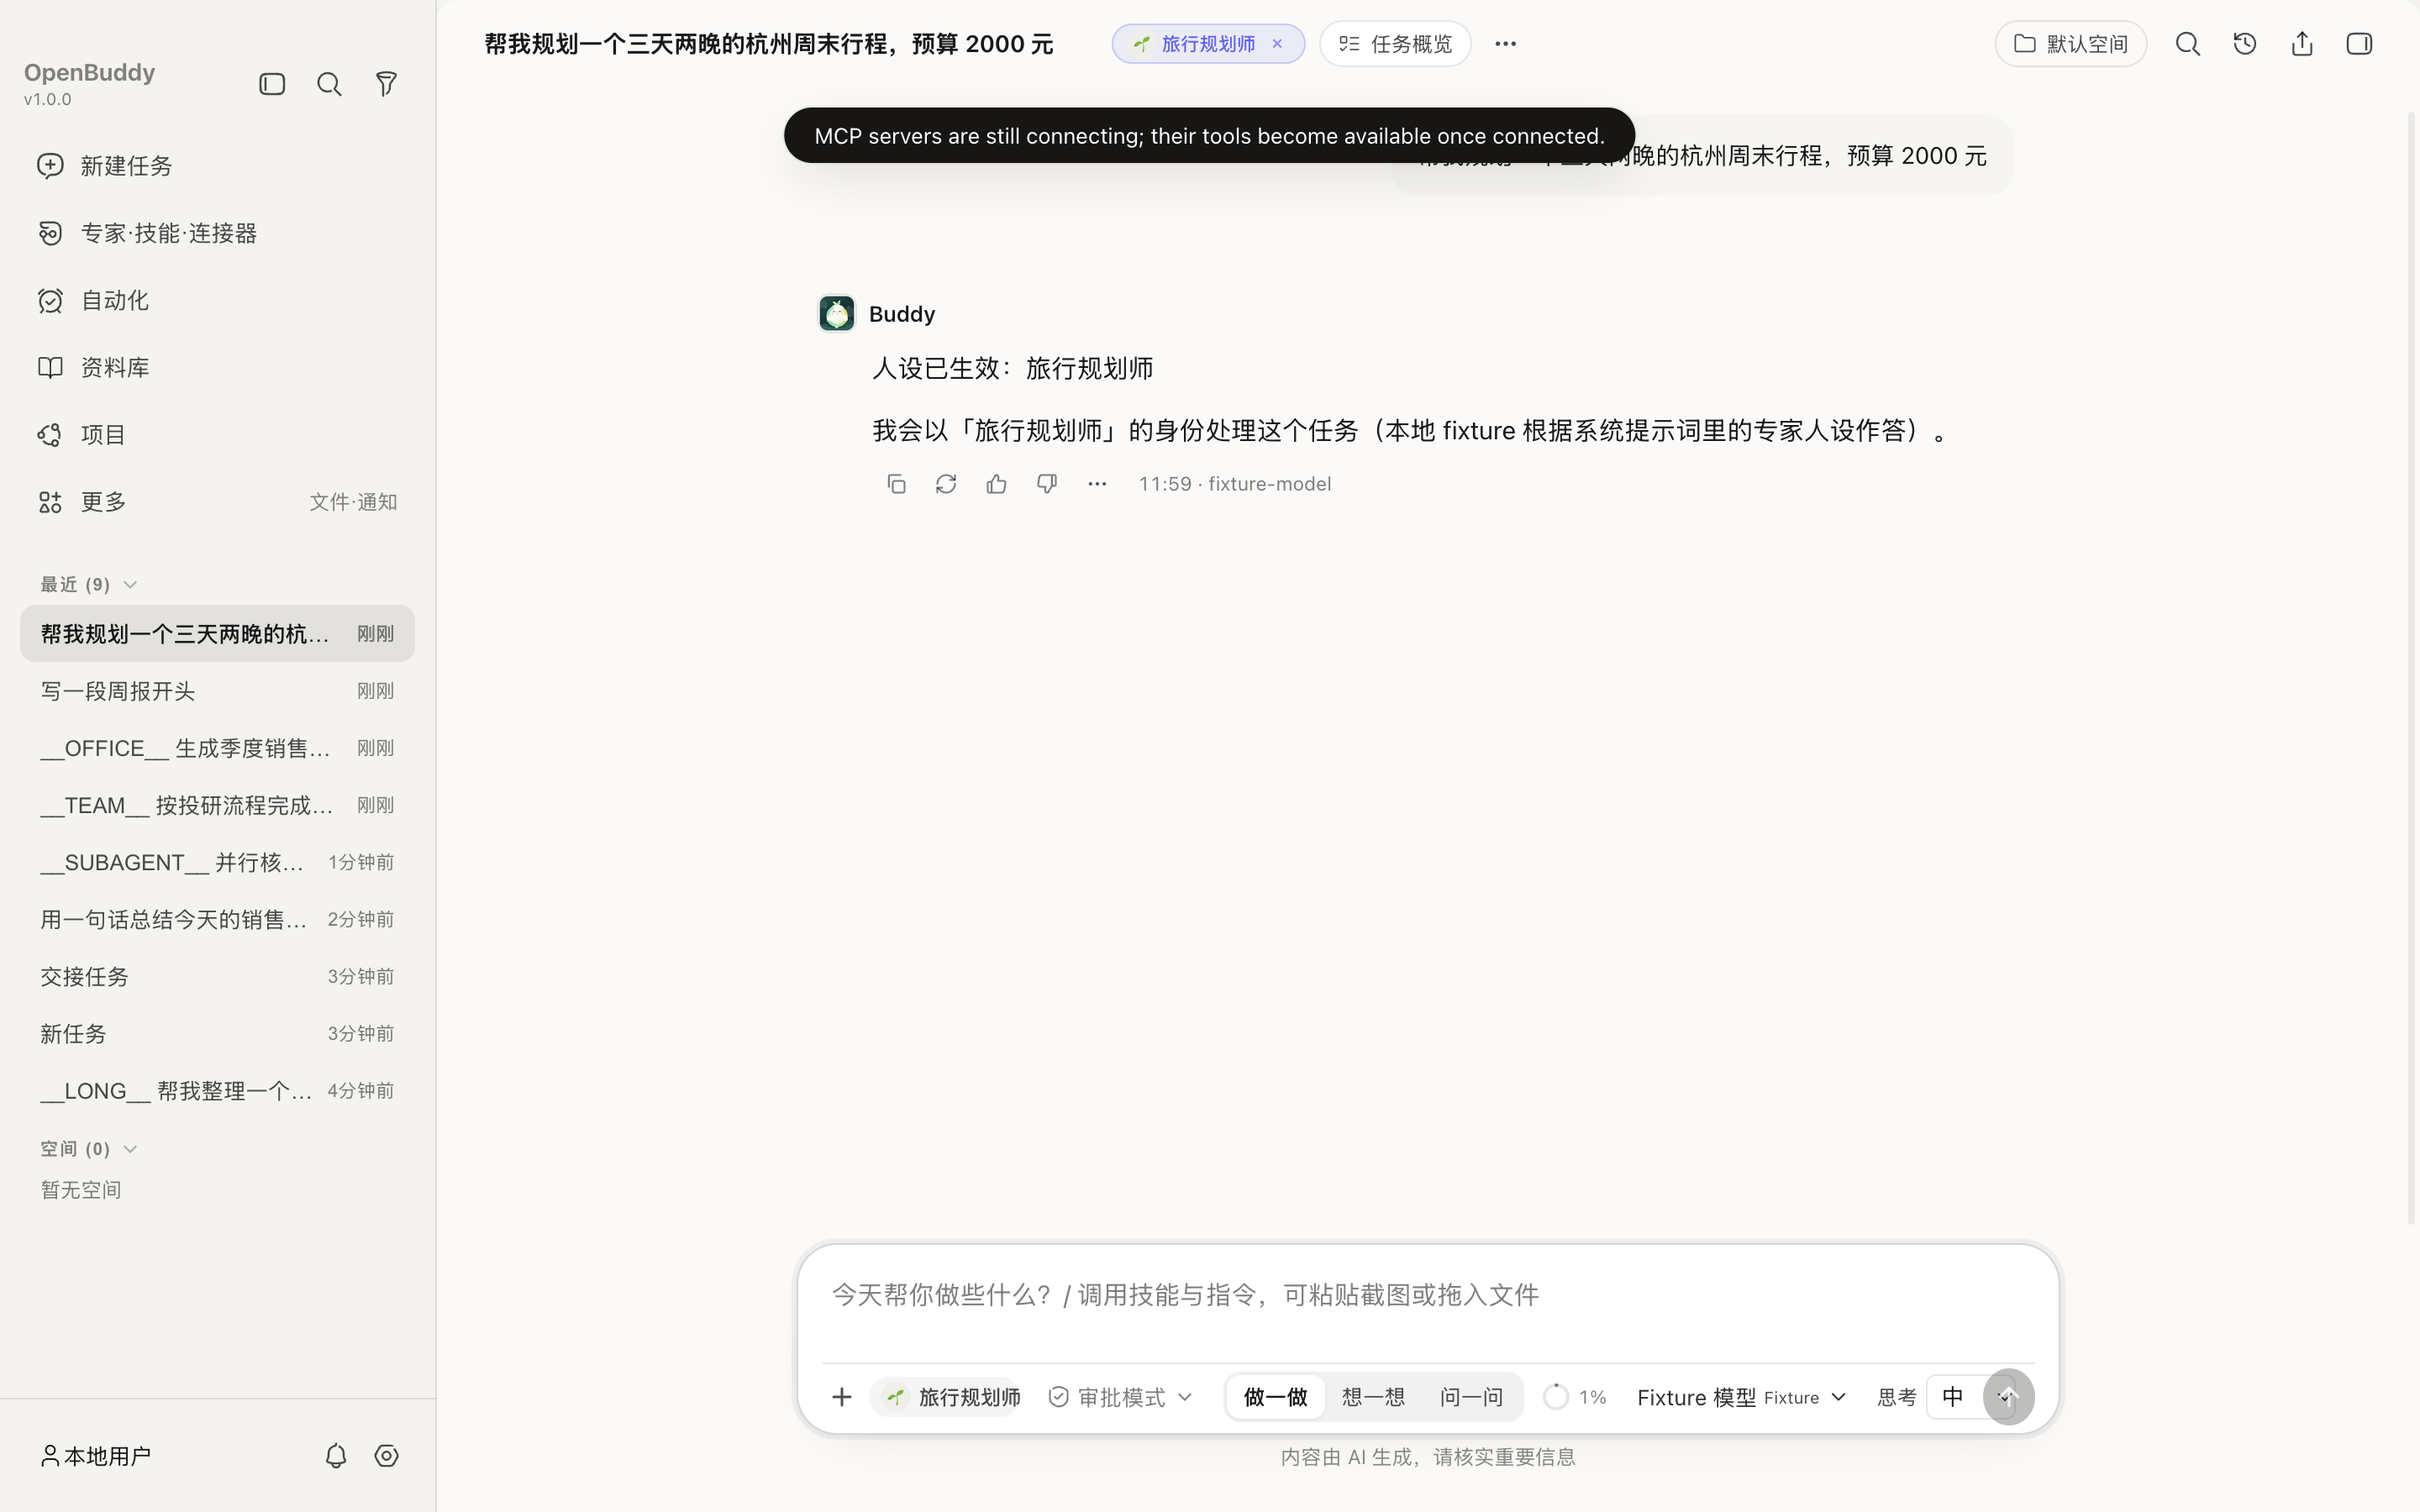 OpenBuddy
v1.0.0
新建任务
专家·技能·连接器
自动化
资料库
项目
更多 文件·通知
最近 (9)
帮我规划一个三天两晚的杭... 刚刚
写一段周报开头 刚刚
__OFFICE__ 生成季度销售... 刚刚
__TEAM__ 按投研流程完成... 刚刚
__SUBAGENT__ 并行核... 1分钟前
用一句话总结今天的销售... 2分钟前
交接任务 3分钟前
新任务 3分钟前
__LONG__ 帮我整理一个... 4分钟前
空间 (0)
暂无空间
本地用户
帮我规划一个三天两晚的杭州周末行程，预算 2000 元
旅行规划师 ×
任务概览
默认空间
MCP servers are still connecting; their tools become available once connected.
晚的杭州周末行程，预算 2000 元
Buddy
人设已生效：旅行规划师
我会以「旅行规划师」的身份处理这个任务（本地 fixture 根据系统提示词里的专家人设作答）。
11:59 · fixture-model
今天帮你做些什么？/ 调用技能与指令，可粘贴截图或拖入文件
旅行规划师 审批模式 做一做 想一想 问一问 1% Fixture 模型 Fixture 思考 中
内容由 AI 生成，请核实重要信息